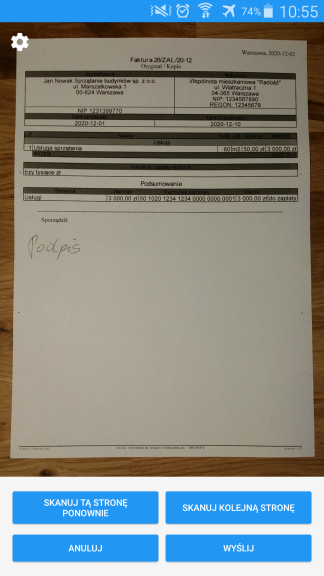 74% 10:55
Warszawa, 2020-12-02
Faktura 26/ZAL/20-12
Oryginał / Kopia
Jan Nowak Sprzątanie budynków sp. z o.o.
ul. Marszałkowska 1
00-624 Warszawa
NIP 1231399770
Wspólnota mieszkaniowa "Radość"
ul. Wiatraczna 1
04-365 Warszawa
NIP: 1234567890
REGON: 12345678
2020-12-01
2020-12-10
Nazwa
Usługi
1 Usługa sprzątania 60 m2 50,00 zł 3 000,00 zł
trzy tysiące zł
Podsumowanie
Usługi 3 000,00 zł 50 1020 1234 1234 0000 0000 0001 3 000,00 zł do zapłaty
Sporządził:
Podpis
SKANUJ TĄ STRONĘ PONOWNIE
SKANUJ KOLEJNĄ STRONĘ
ANULUJ
WYŚLIJ